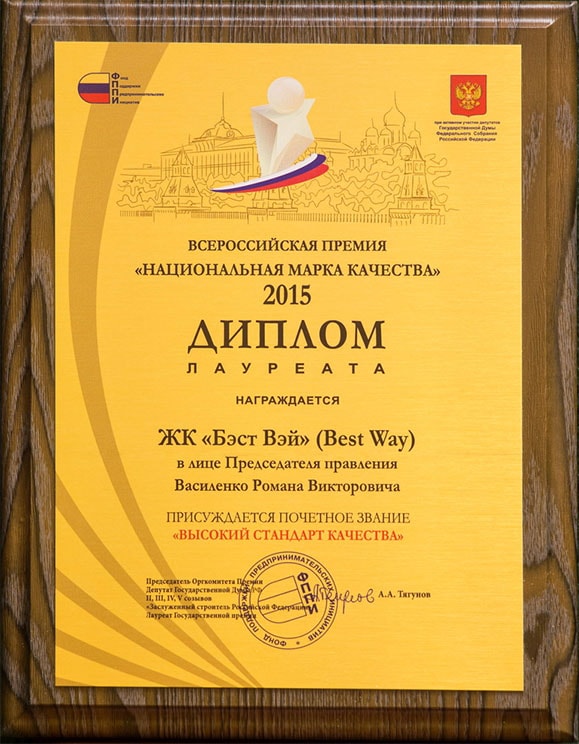 ФППИ
Фонд
поддержки
предпринимательских
инициатив
при активном участии депутатов
Государственной Думы
Федерального Собрания
Российской Федерации
ВСЕРОССИЙСКАЯ ПРЕМИЯ
«НАЦИОНАЛЬНАЯ МАРКА КАЧЕСТВА»
2015
ДИПЛОМ
ЛАУРЕАТА
НАГРАЖДАЕТСЯ
ЖК «Бэст Вэй» (Best Way)
в лице Председателя правления
Василенко Романа Викторовича
ПРИСУЖДАЕТСЯ ПОЧЕТНОЕ ЗВАНИЕ
«ВЫСОКИЙ СТАНДАРТ КАЧЕСТВА»
Председатель Оргкомитета Премии
Депутат Государственной Думы РФ
II, III, IV, V созывов
«Заслуженный строитель Российской Федерации»
Лауреат Государственной премии
А.А. Тягунов
ФОНД ПОДДЕРЖКИ ПРЕДПРИНИМАТЕЛЬСКИХ ИНИЦИАТИВ
ФППИ